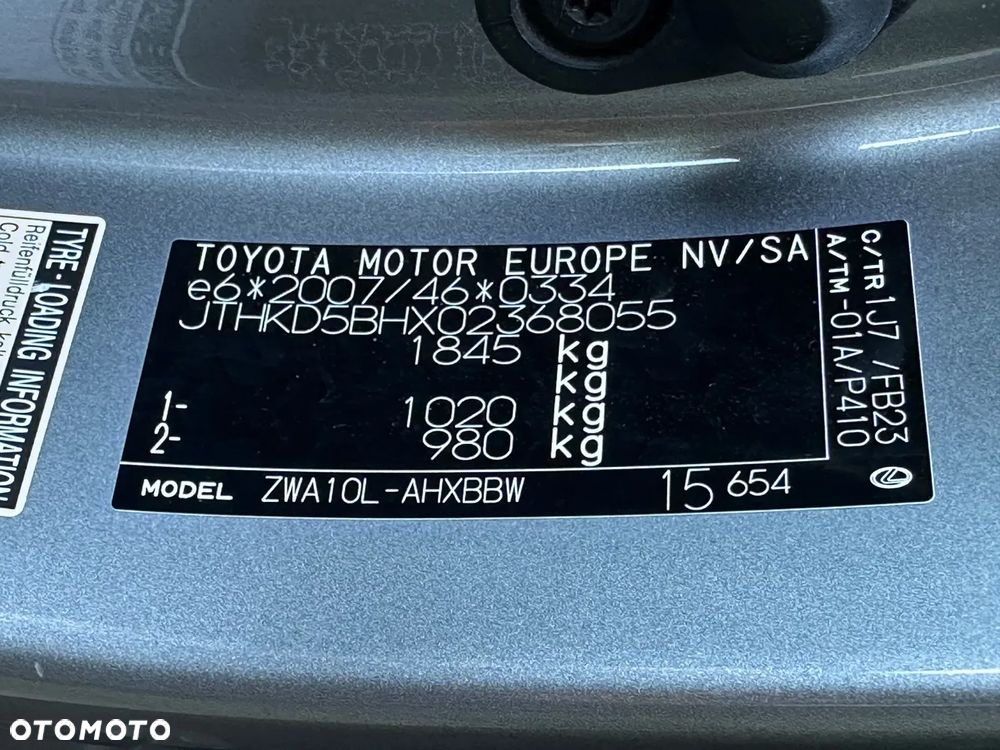 TOYOTA MOTOR EUROPE NV/SA
e6*2007/46*0334
JTHKD5BHX02368055
1845 kg
kg
1- 1020 kg
2- 980 kg
MODEL ZWA10L-AHXBBW 15 654
C/TR 1J7 /FB23
A/TM-01A/P410
TYRE-LOADING INFORMATION
Reifenfülldruck
OTOMOTO